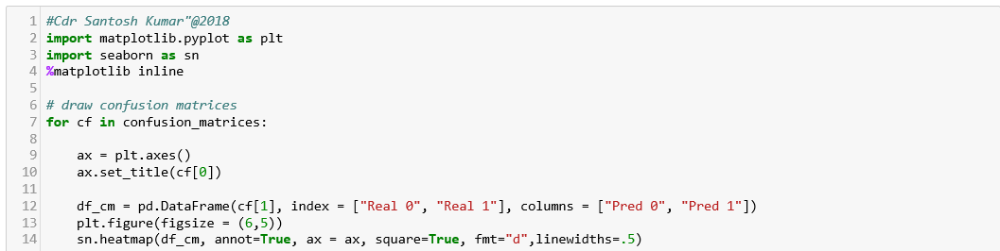 1 #Cdr Santosh Kumar"@2018
2 import matplotlib.pyplot as plt
3 import seaborn as sn
4 %matplotlib inline
5
6 # draw confusion matrices
7 for cf in confusion_matrices:
8
9     ax = plt.axes()
10     ax.set_title(cf[0])
11
12     df_cm = pd.DataFrame(cf[1], index = ["Real 0", "Real 1"], columns = ["Pred 0", "Pred 1"])
13     plt.figure(figsize = (6,5))
14     sn.heatmap(df_cm, annot=True, ax = ax, square=True, fmt="d",linewidths=.5)